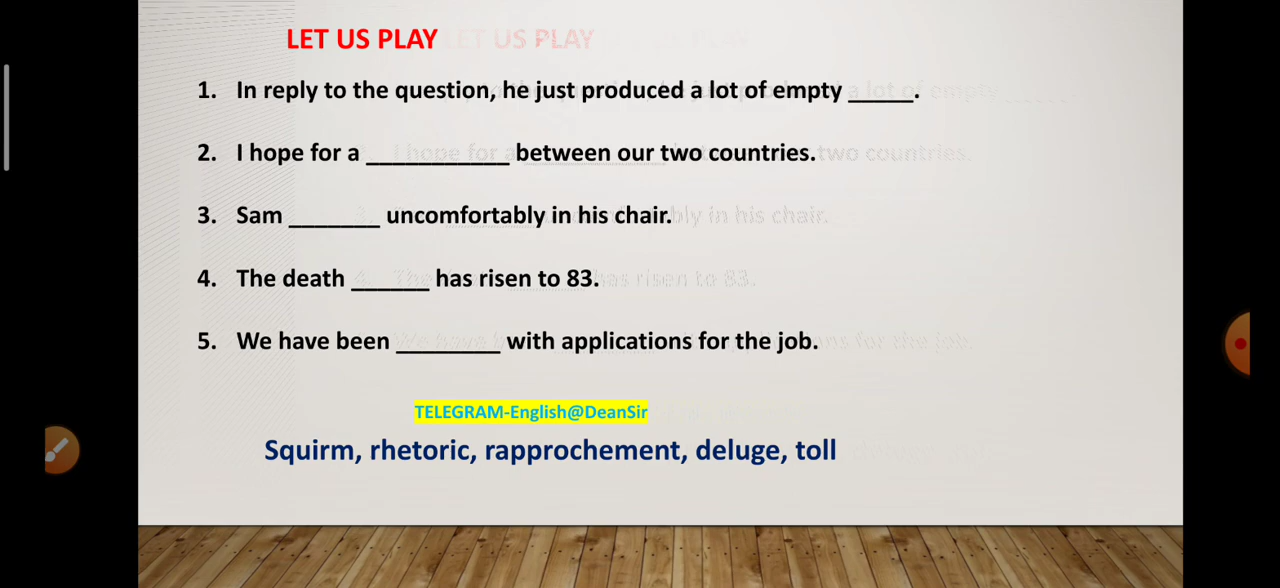 LET US PLAY
1. In reply to the question, he just produced a lot of empty _____.
2. I hope for a ___________ between our two countries.
3. Sam _______ uncomfortably in his chair.
4. The death ______ has risen to 83.
5. We have been ________ with applications for the job.
TELEGRAM-English@DeanSir
Squirm, rhetoric, rapprochement, deluge, toll